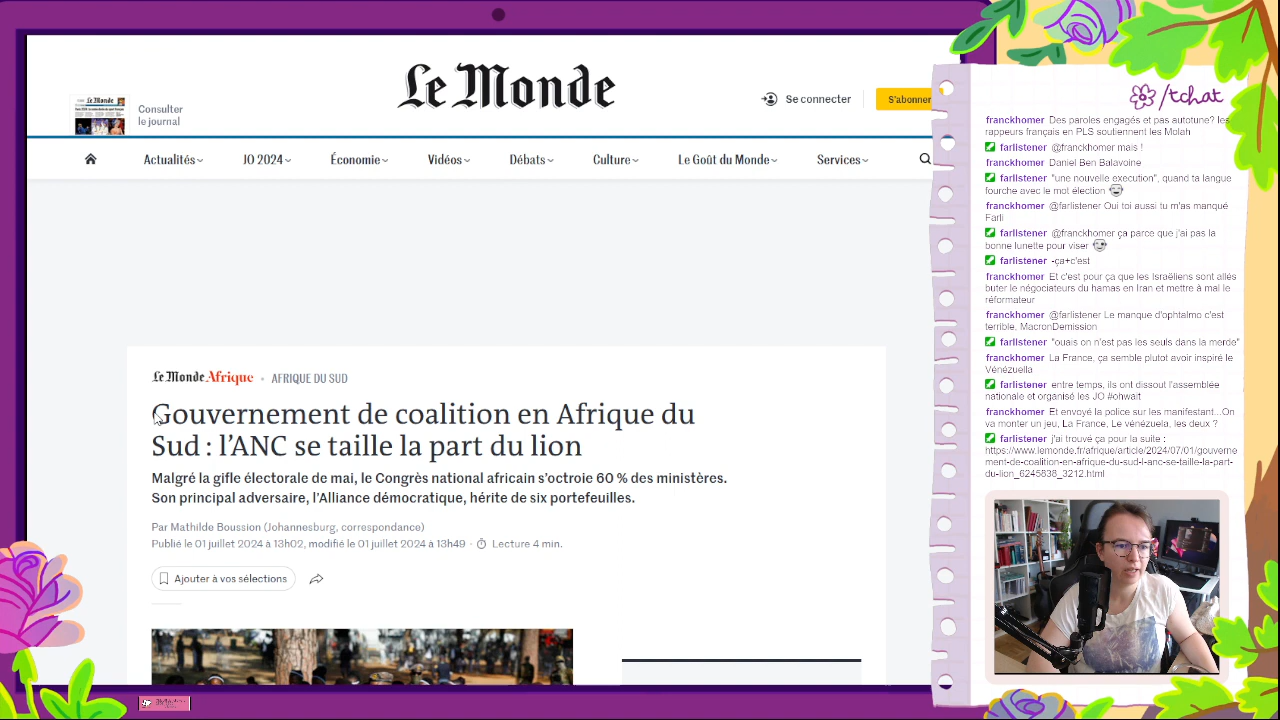 Le Monde
Consulter
le journal
Se connecter
S'abonner
Actualités
JO 2024
Économie
Vidéos
Débats
Culture
Le Goût du Monde
Services
Le Monde Afrique • AFRIQUE DU SUD
Gouvernement de coalition en Afrique du
Sud : l'ANC se taille la part du lion
Malgré la gifle électorale de mai, le Congrès national africain s'octroie 60 % des ministères.
Son principal adversaire, l'Alliance démocratique, hérite de six portefeuilles.
Par Mathilde Boussion (Johannesburg, correspondance)
Publié le 01 juillet 2024 à 13h02, modifié le 01 juillet 2024 à 13h49 · Lecture 4 min.
Ajouter à vos sélections
/tchat
franckhomer Des paroles engagés et pas autotune? les
rappeurs français en PLS soutiennent les Molah
farlistener @franckhomer mais !
franckhomer Daniel Ben Balavoine
farlistener "une nouvelle execution", quand ta langue
fourche avec le mot élection
franckhomer @farlistener Oui toi aussi tu m'as manqué
Farli
farlistener @franckhomer ça parce que j'ai pas la
bonne lunette pour viser
farlistener -ça+c'est
franckhomer Et c'est pour ça que les Israëliens sont allés
buter le négociateurs du hamas en Iran et mettre à mal le
réformateur
franckhomer @farlistener Le manque d'ophtalmo c'est
terrible, MacronDemission
farlistener "ouais on n'est pas les seuls dans la merde"
franckhomer La France, ça semble plutot avoir inspiré le
Vénézuella
farlistener entre temps, ils ont dissout l'assemblée
nationale et organisé les JO #ohwait
franckhomer Et envoyé la police sur les manifestant...On
va monter un jeu, La France, Le vénézuela, les deux ?
farlistener j'ai trouvé ça pour la suite :
https://www.lemonde.fr/afrique/article/2024/07/01/gouverne
ment-de-coalition-en-afrique-du-sud-l-anc-se-taille-la-part-
du-lion_6245838_3212.html